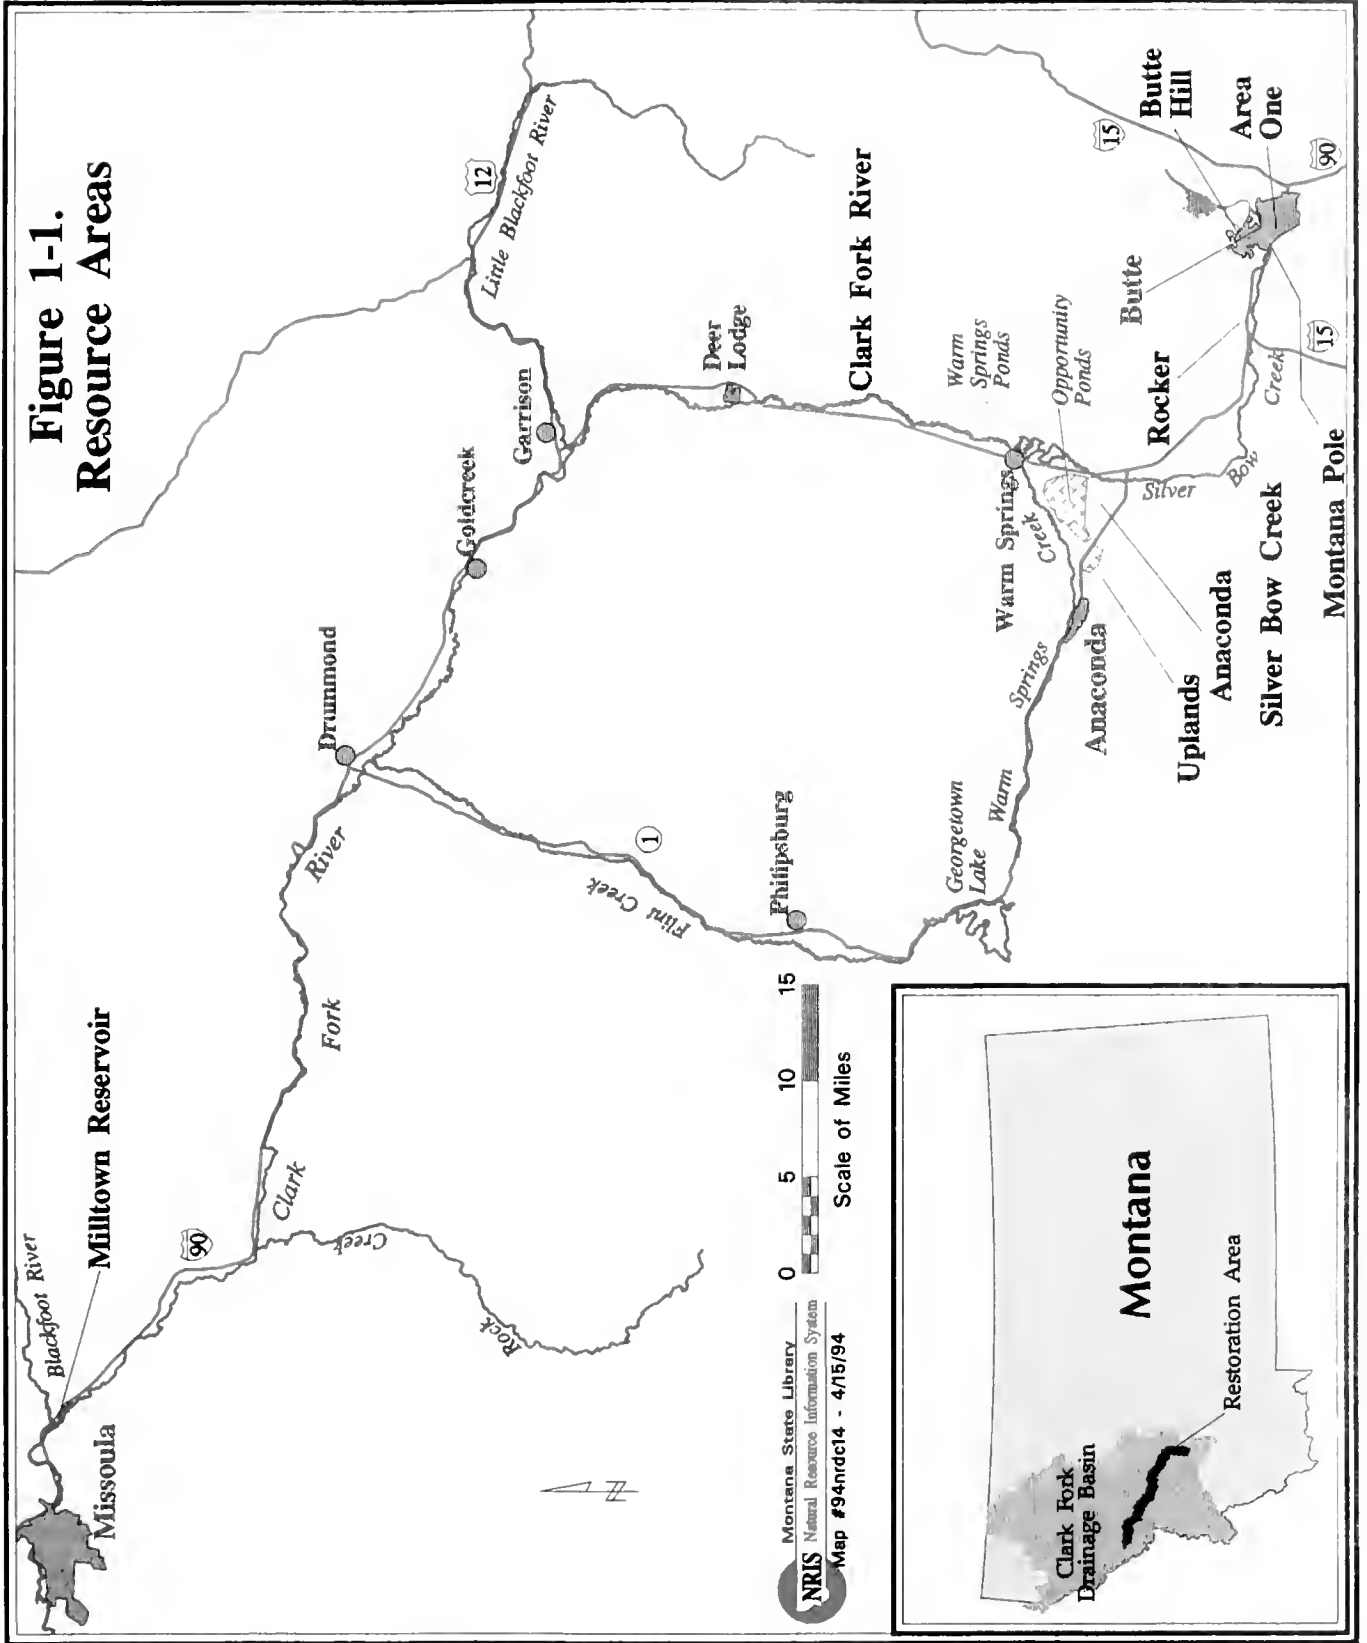 Figure 1-1.
Resource Areas
Missoula
Blackfoot River
Milltown Reservoir
90
Clark
Fork
River
Rock
Creek
Drummond
Goldcreek
Garrison
12
Little Blackfoot River
Flint Creek
1
Philipsburg
Deer
Lodge
Clark Fork River
Georgetown
Lake
Warm
Springs
Creek
Warm Springs
Warm
Springs
Ponds
Opportunity
Ponds
Anaconda
Uplands
Anaconda
Silver
Bow
Creek
Silver Bow Creek
Montana Pole
Rocker
Butte
Butte
Hill
Area
One
15
90
15
N
0
5
10
15
Scale of Miles
NRIS
Montana State Library
Natural Resource Information System
Map #94nrdc14 - 4/15/94
Clark Fork
Drainage Basin
Montana
Restoration Area